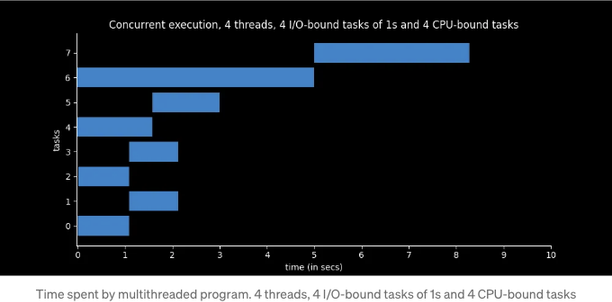 Concurrent execution, 4 threads, 4 I/O-bound tasks of 1s and 4 CPU-bound tasks
7
6
5
4
3
2
1
0
tasks
0 1 2 3 4 5 6 7 8 9 10
time (in secs)
Time spent by multithreaded program. 4 threads, 4 I/O-bound tasks of 1s and 4 CPU-bound tasks